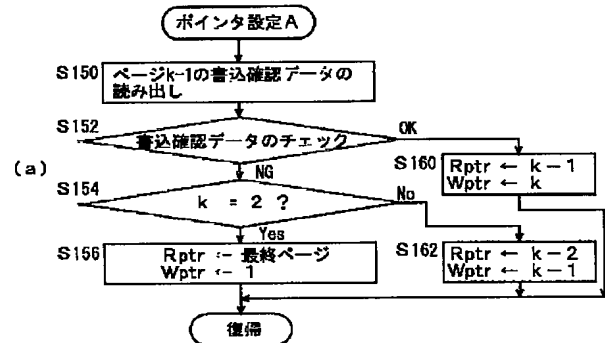 ポインタ設定A
S150
ページk-1の書込確認データの
読み出し
S152
書込確認データのチェック
OK
(a)
NG
S160
Rptr ← k-1
Wptr ← k
S154
k = 2 ?
No
Yes
S156
Rptr ← 最終ページ
Wptr ← 1
S162
Rptr ← k-2
Wptr ← k-1
復帰